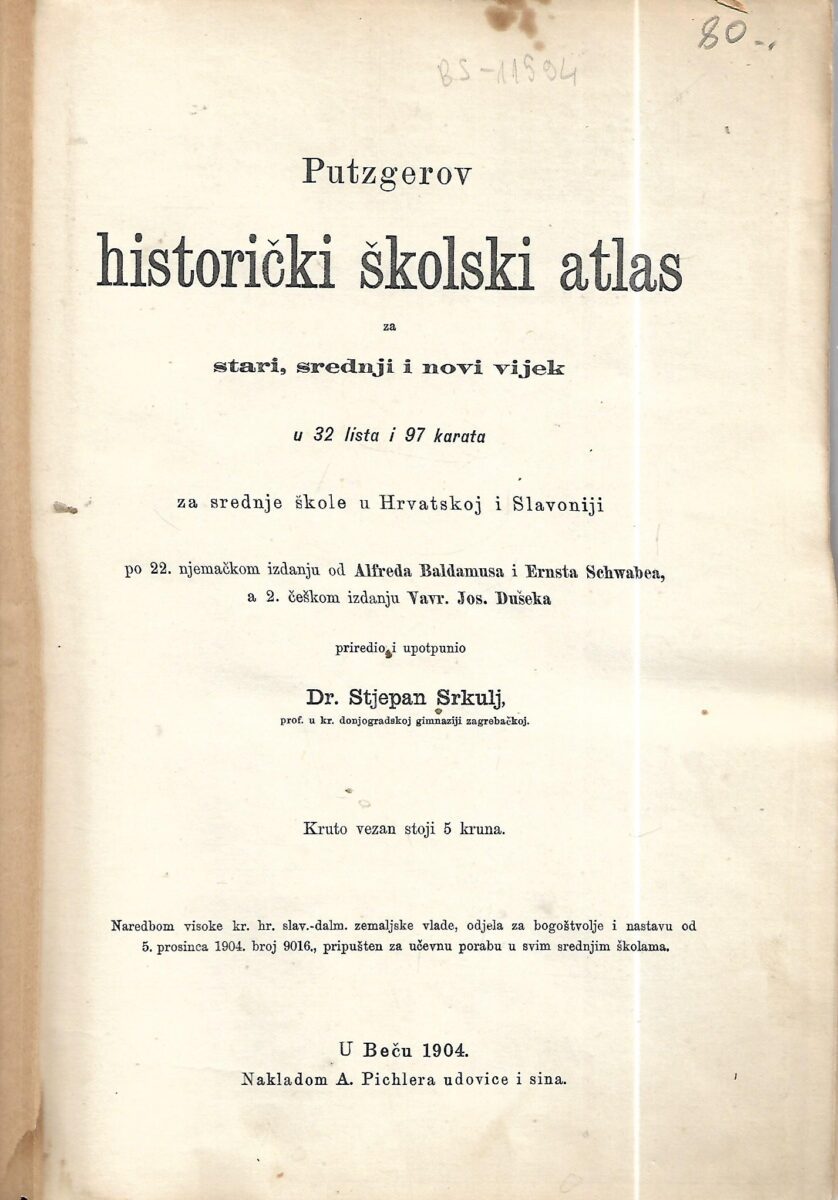 80.-
BS-11594
Putzgerov
historički školski atlas
za
stari, srednji i novi vijek
u 32 lista i 97 karata
za srednje škole u Hrvatskoj i Slavoniji
po 22. njemačkom izdanju od Alfreda Baldamusa i Ernsta Schwabea,
a 2. češkom izdanju Vavr. Jos. Dušeka
priredio i upotpunio
Dr. Stjepan Srkulj,
prof. u kr. donjogradskoj gimnaziji zagrebačkoj.
Kruto vezan stoji 5 kruna.
Naredbom visoke kr. hr. slav.-dalm. zemaljske vlade, odjela za bogoštvolje i nastavu od
5. prosinca 1904. broj 9016., pripušten za učevnu porabu u svim srednjim školama.
U Beču 1904.
Nakladom A. Pichlera udovice i sina.